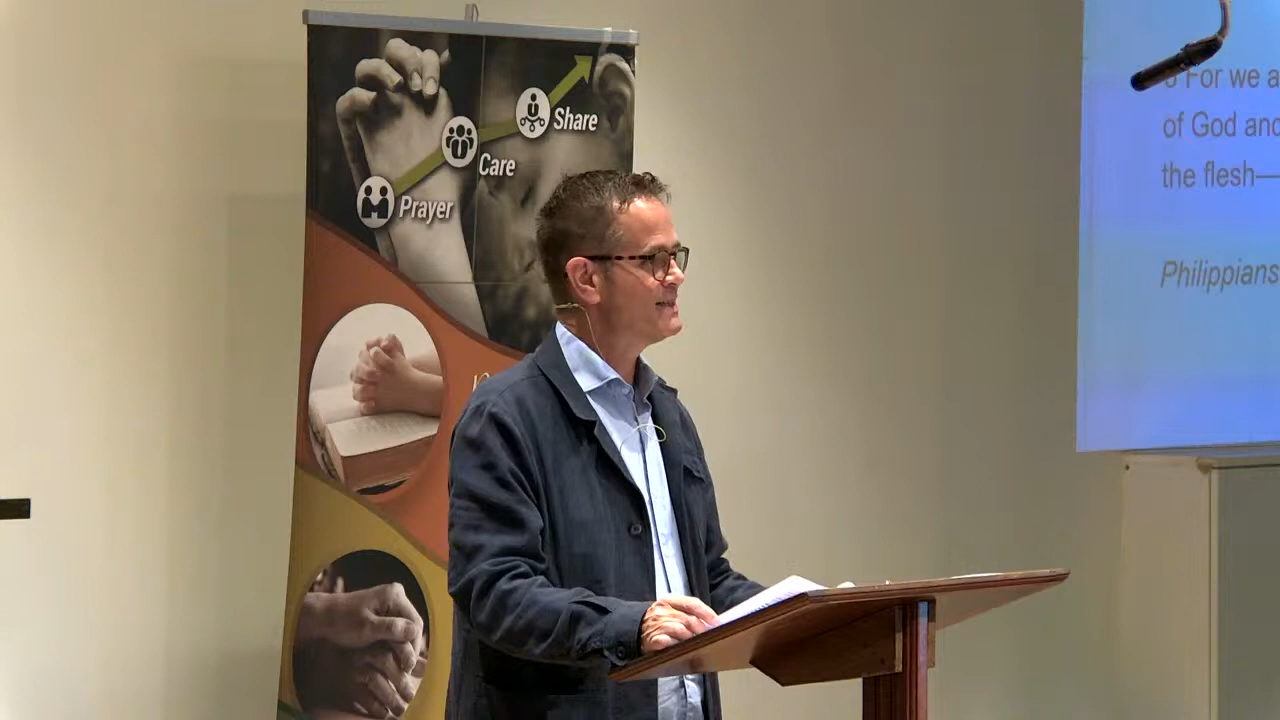 Share
Care
Prayer
For we a
of God and
the flesh—
Philippians